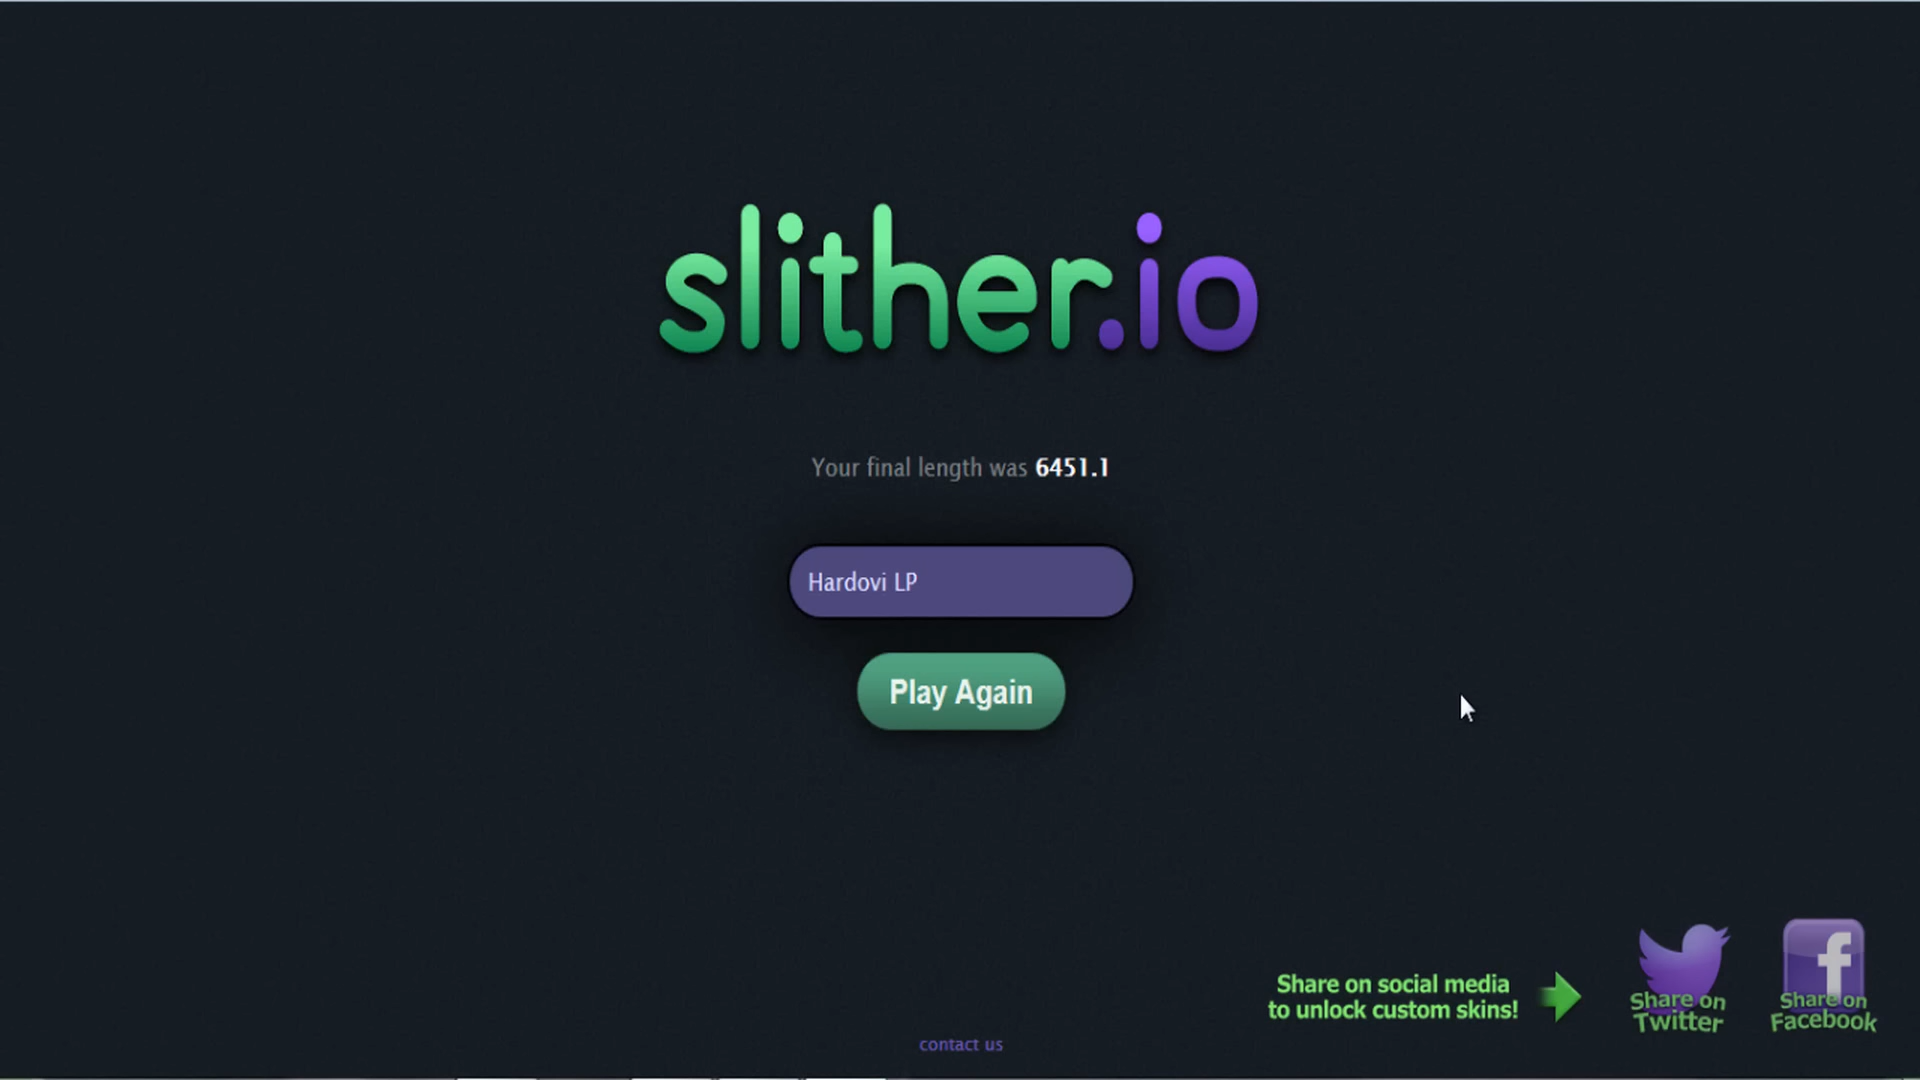 slither.io
Your final length was 6451.1
Hardovi LP
Play Again
Share on social media
to unlock custom skins!
Share on
Twitter
f
Share on
Facebook
contact us